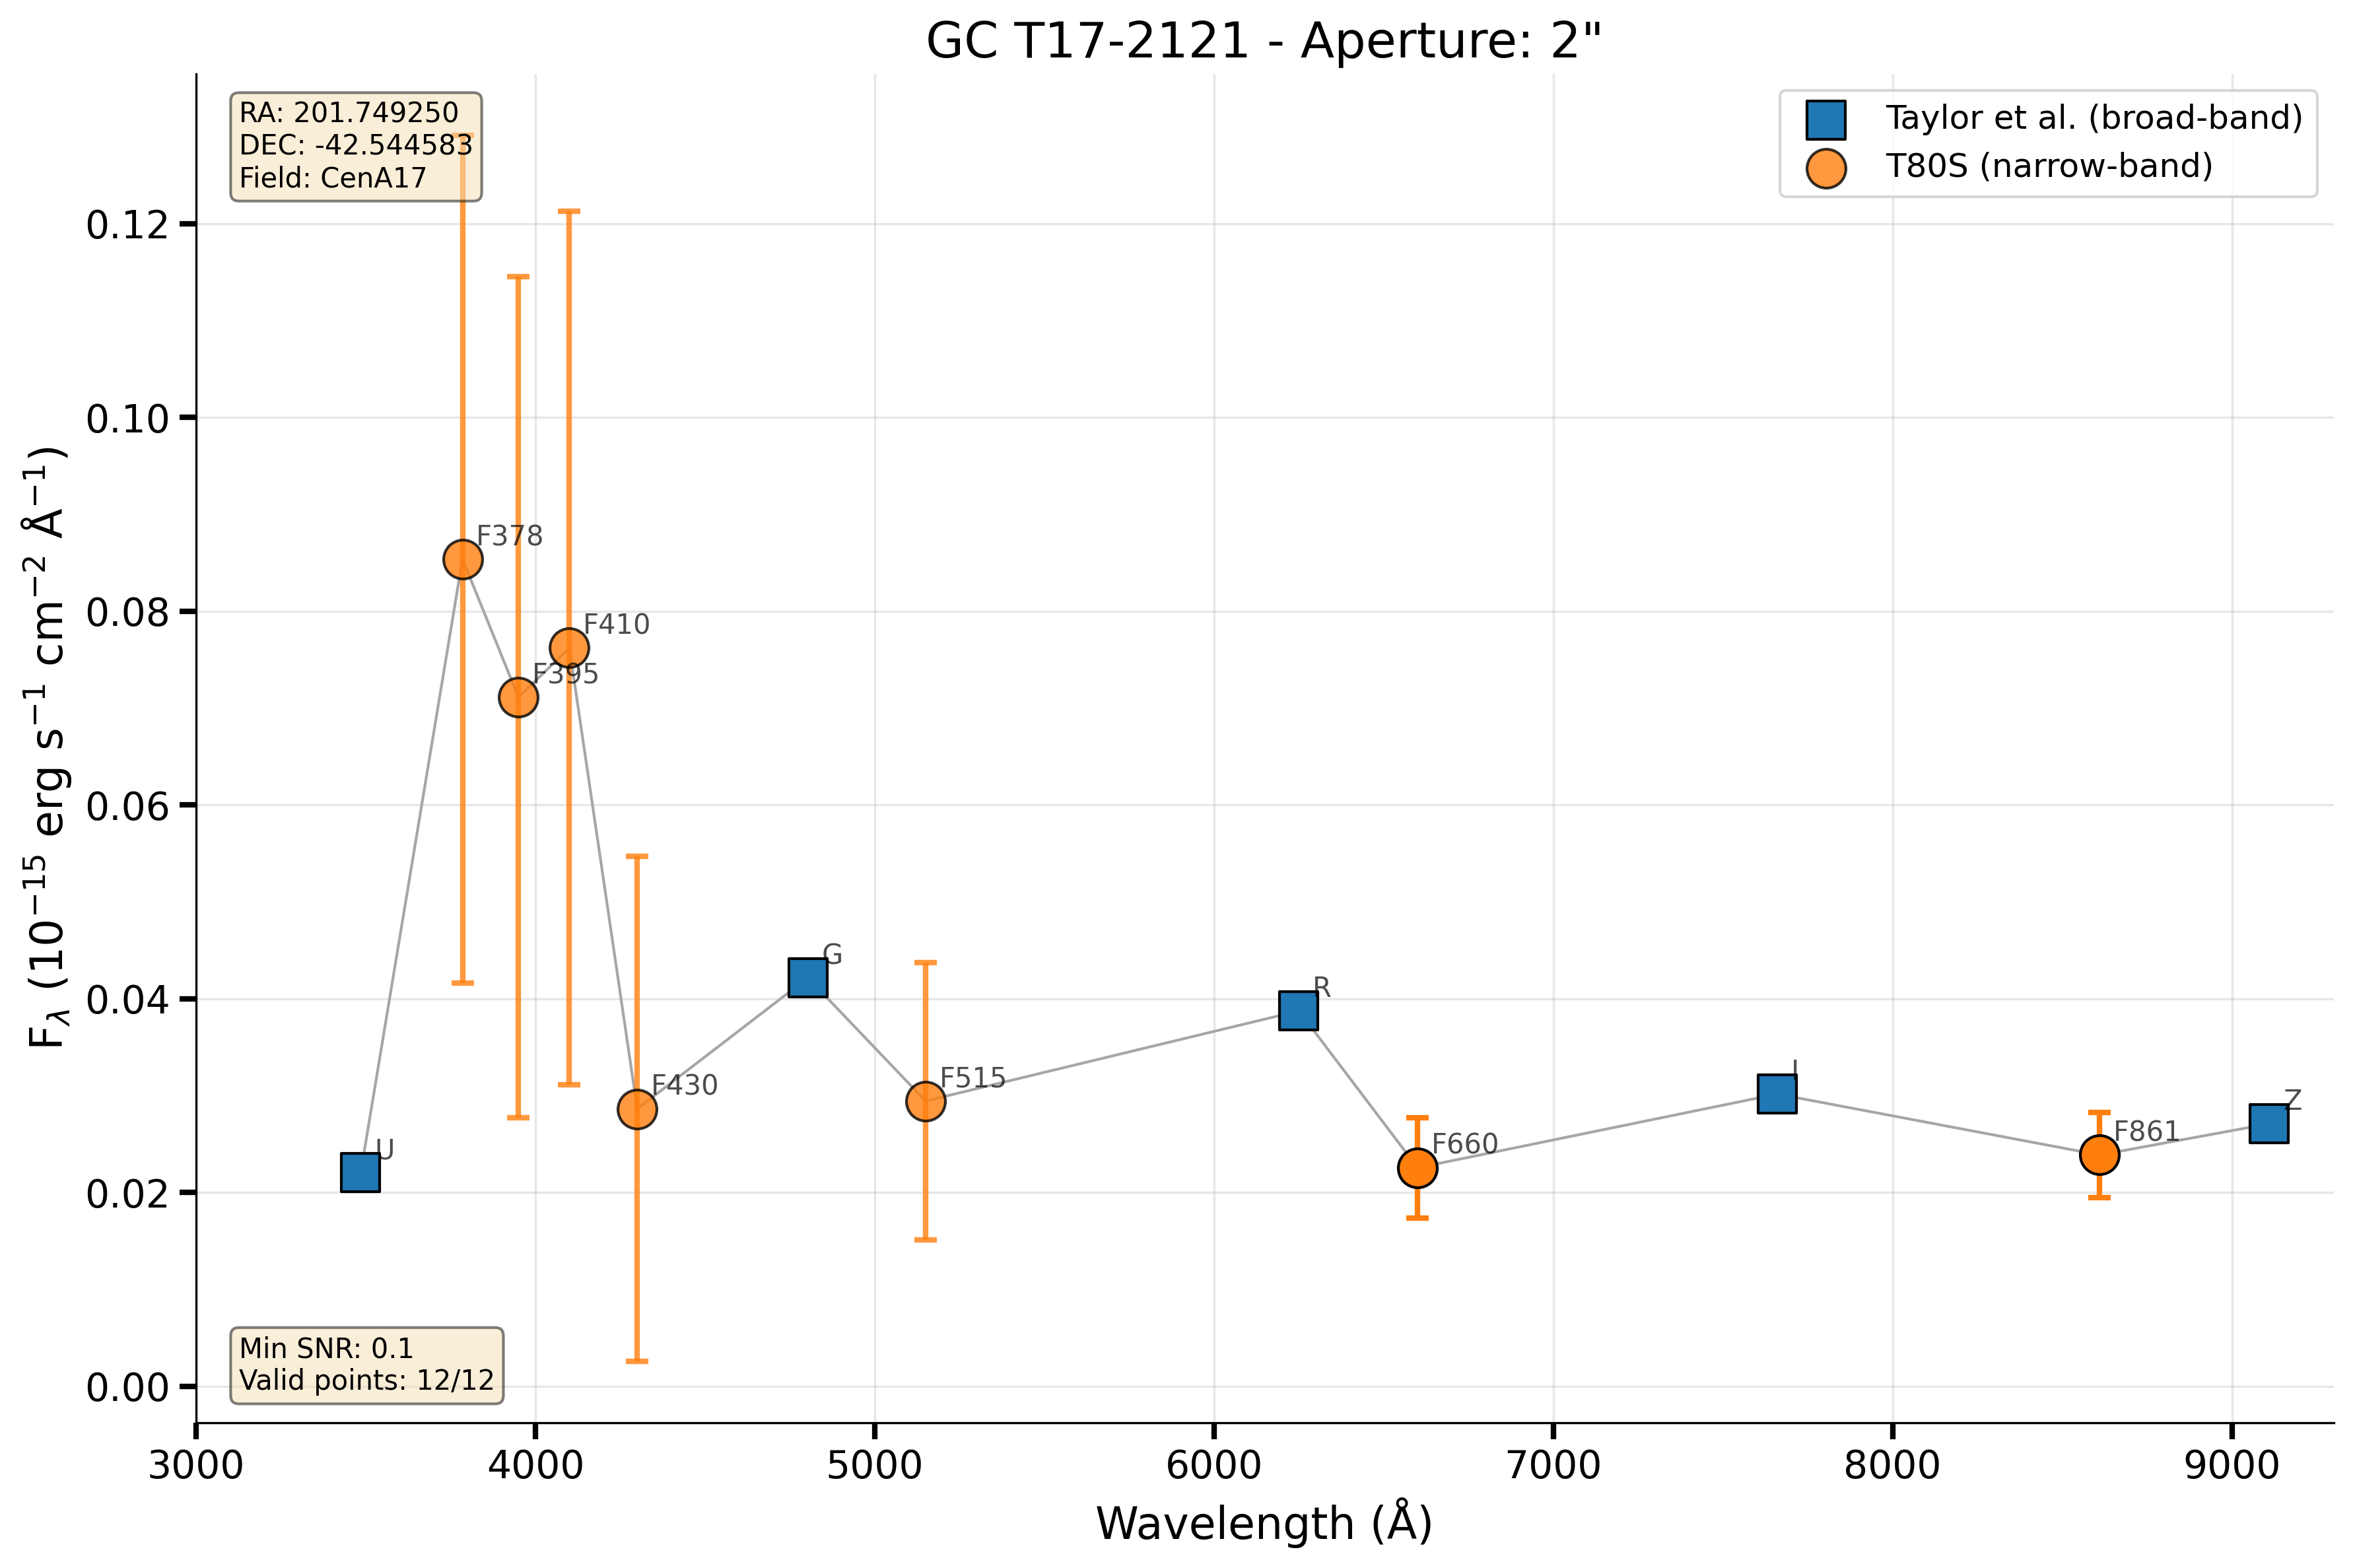 GC T17-2121 - Aperture: 2"
RA: 201.749250
DEC: -42.544583
Field: CenA17
Taylor et al. (broad-band)
T80S (narrow-band)
0.12
0.10
0.08
0.06
0.04
0.02
0.00
F_λ (10⁻¹⁵ erg s⁻¹ cm⁻² Å⁻¹)
F378
F410
F395
G
R
F515
F430
I
Z
U
F660
F861
Min SNR: 0.1
Valid points: 12/12
3000 4000 5000 6000 7000 8000 9000
Wavelength (Å)